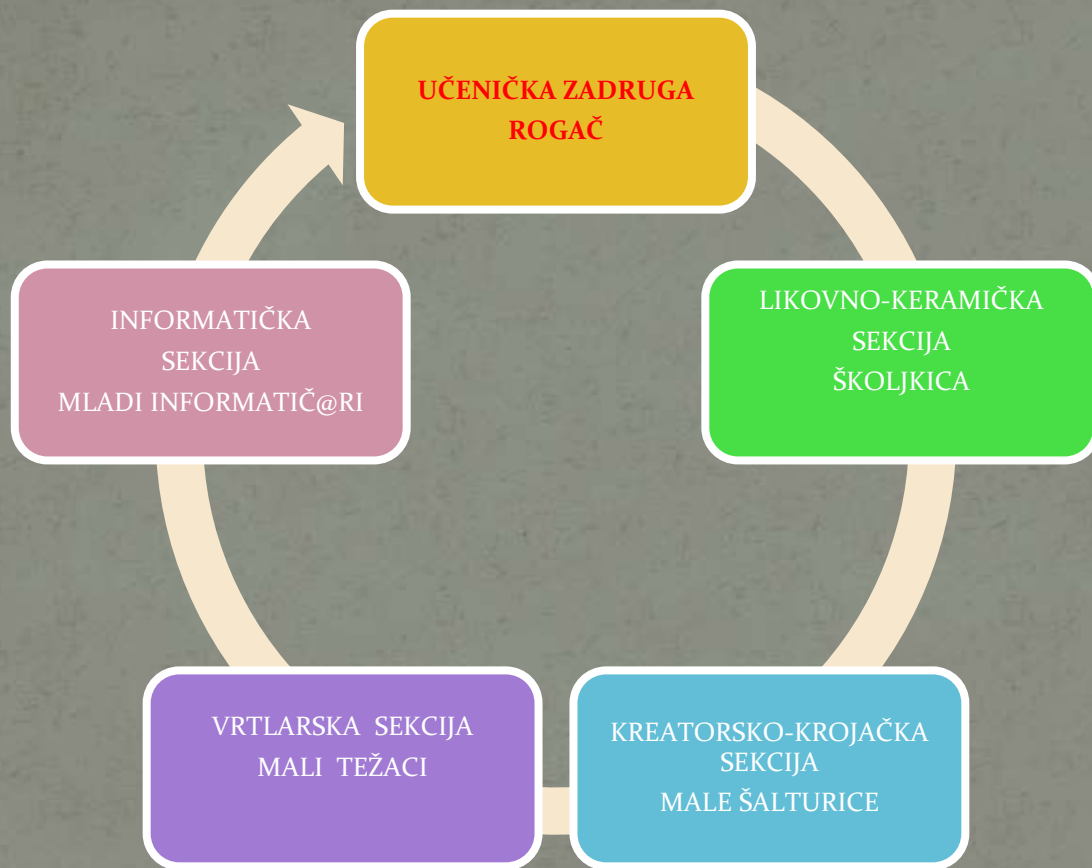 UČENIČKA ZADRUGA
ROGAČ
LIKOVNO-KERAMIČKA
SEKCIJA
ŠKOLJKICA
KREATORSKO-KROJAČKA
SEKCIJA
MALE ŠALTURICE
VRTLARSKA SEKCIJA
MALI TEŽACI
INFORMATIČKA
SEKCIJA
MLADI INFORMATIČ@RI